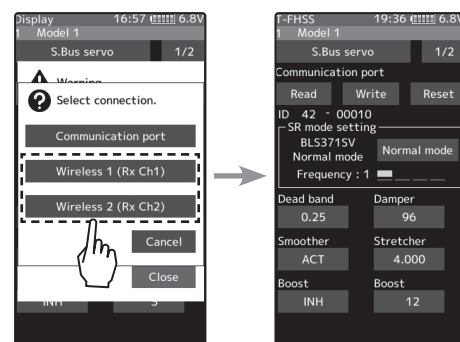 Display 16:57 6.8V
1 Model 1
S.Bus servo 1/2
Warning
? Select connection.
Communication port
Wireless 1 (Rx Ch1)
Wireless 2 (Rx Ch2)
Cancel
Close
INH 3
T-FHSS 19:36 6.8V
1 Model 1
S.Bus servo 1/2
Communication port
Read Write Reset
ID 42 - 00010
SR mode setting
BLS371SV
Normal mode Normal mode
Frequency : 1
Dead band Damper
0.25 96
Smoother Stretcher
ACT 4.000
Boost Boost
INH 12